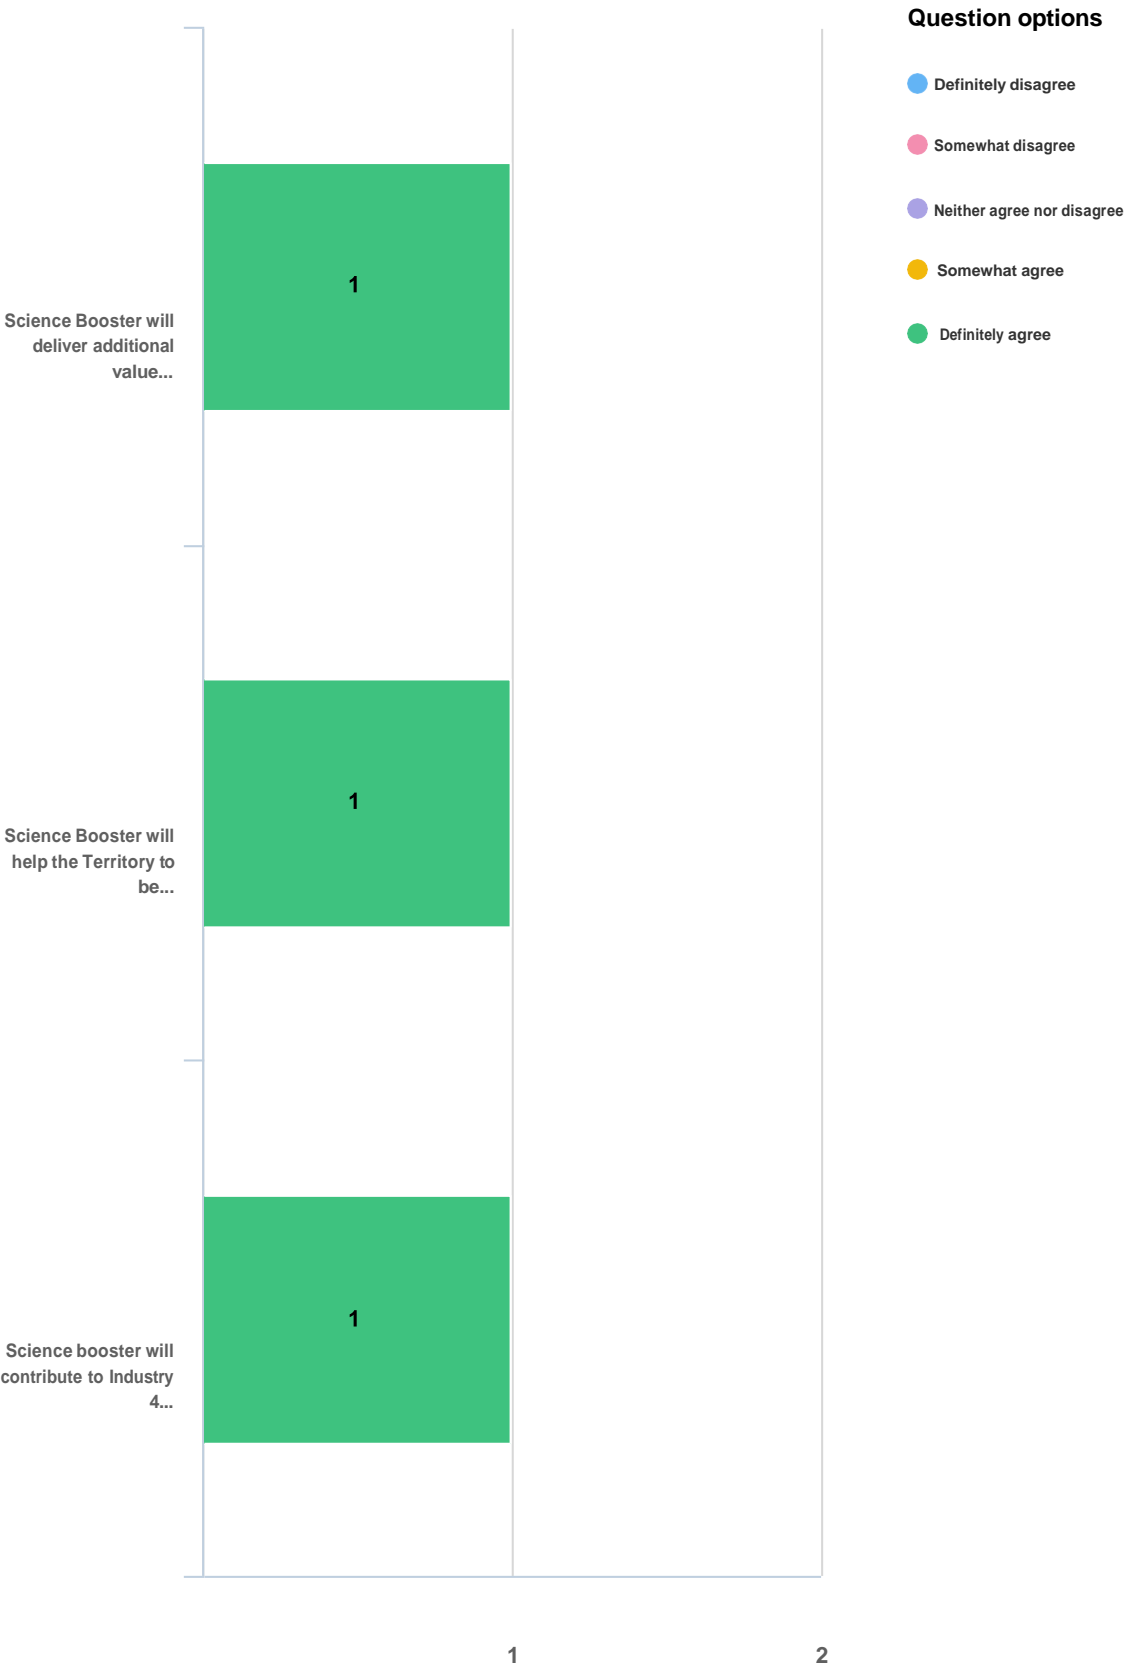 Question options
Definitely disagree
Somewhat disagree
Neither agree nor disagree
Somewhat agree
Definitely agree
Science Booster will
deliver additional
value...
1
Science Booster will
help the Territory to
be...
1
Science booster will
contribute to Industry
4...
1
1
2